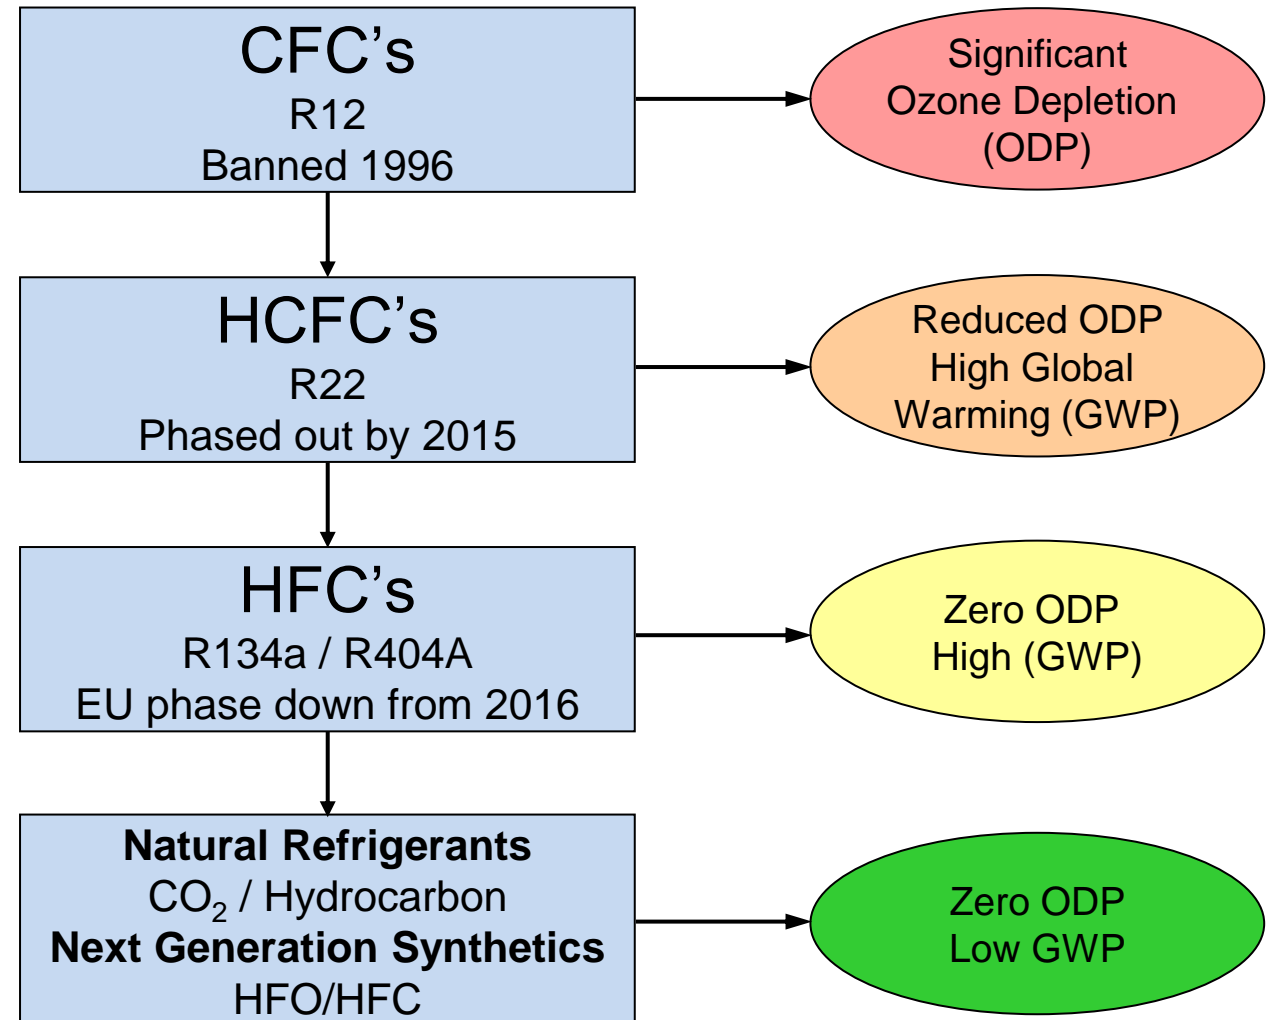 CFC's
R12
Banned 1996
Significant
Ozone Depletion
(ODP)
HCFC's
R22
Phased out by 2015
Reduced ODP
High Global
Warming (GWP)
HFC's
R134a / R404A
EU phase down from 2016
Zero ODP
High (GWP)
Natural Refrigerants
CO₂ / Hydrocarbon
Next Generation Synthetics
HFO/HFC
Zero ODP
Low GWP